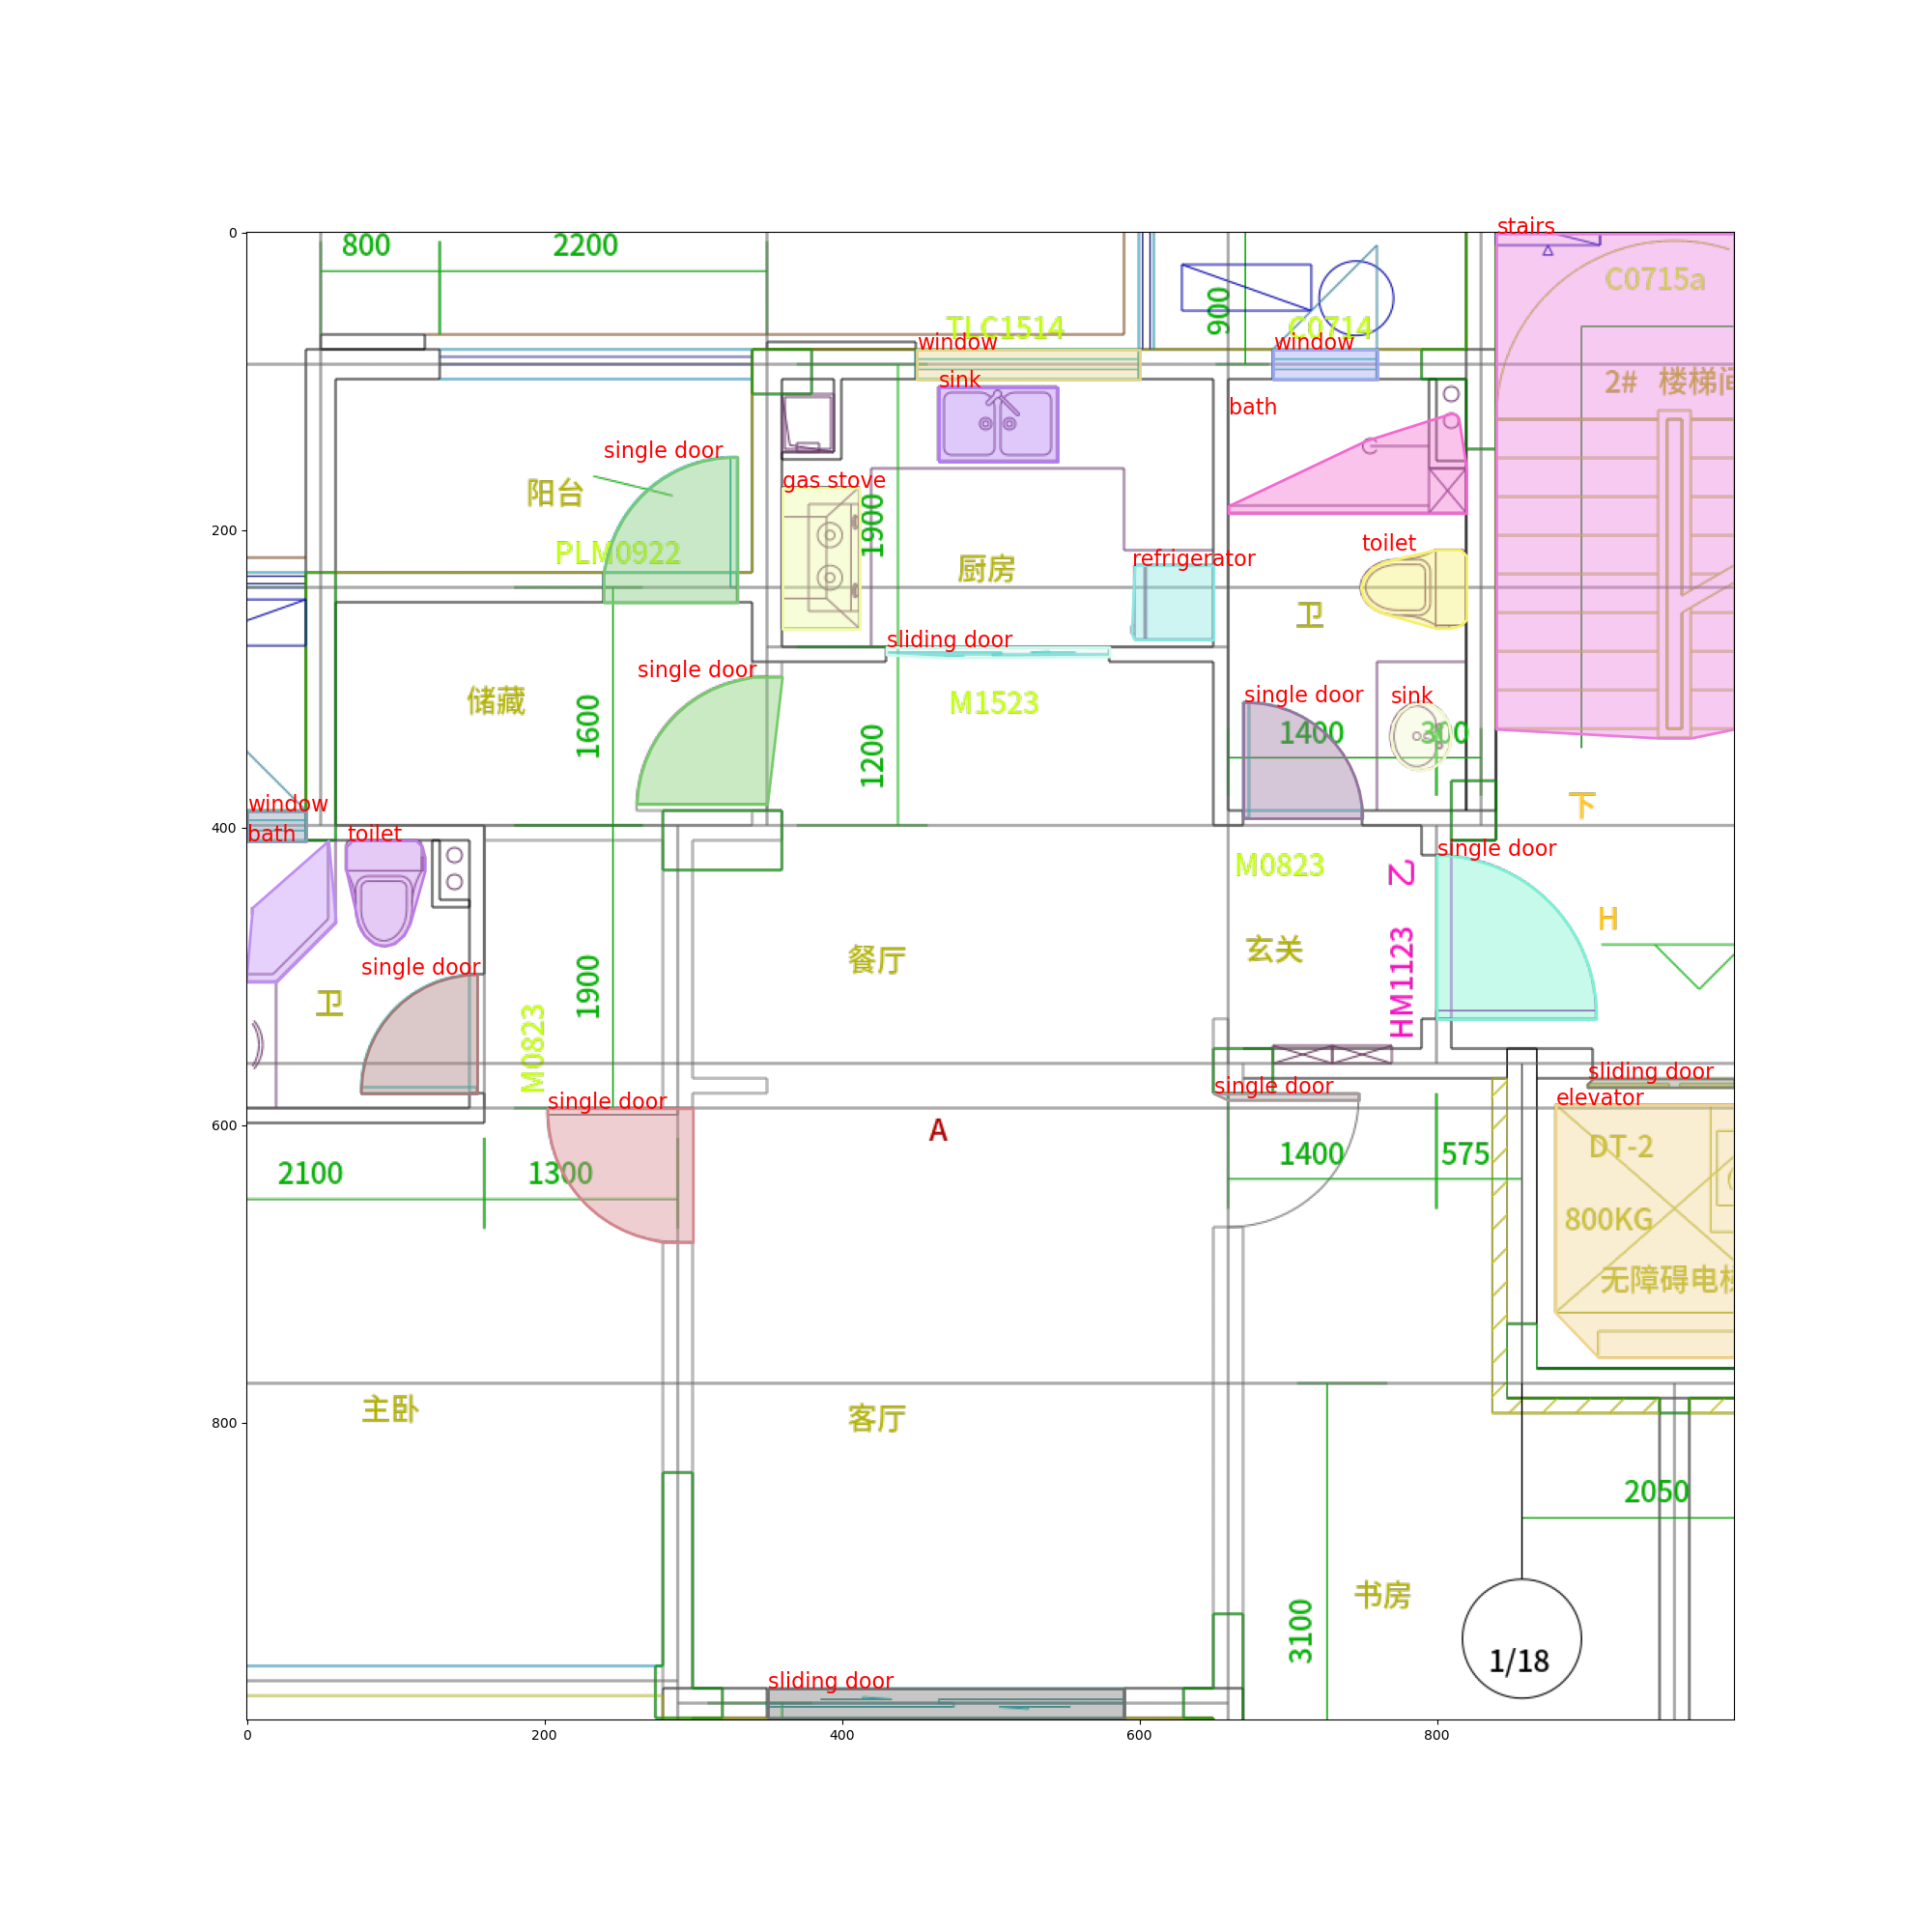 0
800
2200
stairs
C0715a
900
TLC1514
C0714
window
window
sink
2# 楼梯间
bath
single door
gas stove
阳台
1900
200
PLM0922
厨房
toilet
refrigerator
卫
sliding door
single door
储藏
M1523
single door
sink
1600
1200
1400
300
window
下
400
bath
toilet
single door
M0823
乙
H
餐厅
玄关
HM1123
single door
卫
1900
M0823
sliding door
single door
single door
elevator
600
A
DT-2
1400
575
2100
1300
800KG
无障碍电梯
800
主卧
客厅
2050
书房
3100
1/18
sliding door
0
200
400
600
800